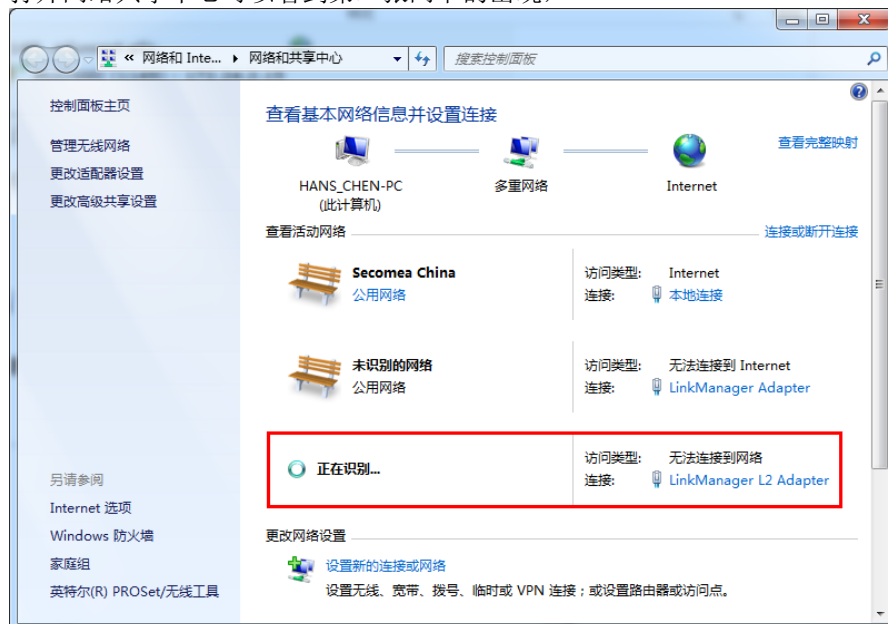 网络和 Inte...
网络和共享中心
搜索控制面板
控制面板主页
管理无线网络
更改适配器设置
更改高级共享设置
查看基本网络信息并设置连接
查看完整映射
HANS_CHEN-PC
(此计算机)
多重网络
Internet
查看活动网络
连接或断开连接
Secomea China
公用网络
访问类型: Internet
连接: 本地连接
未识别的网络
公用网络
访问类型: 无法连接到 Internet
连接: LinkManager Adapter
正在识别...
访问类型: 无法连接到网络
连接: LinkManager L2 Adapter
更改网络设置
设置新的连接或网络
设置无线、宽带、拨号、临时或 VPN 连接；或设置路由器或访问点。
另请参阅
Internet 选项
Windows 防火墙
家庭组
英特尔(R) PROSet/无线工具